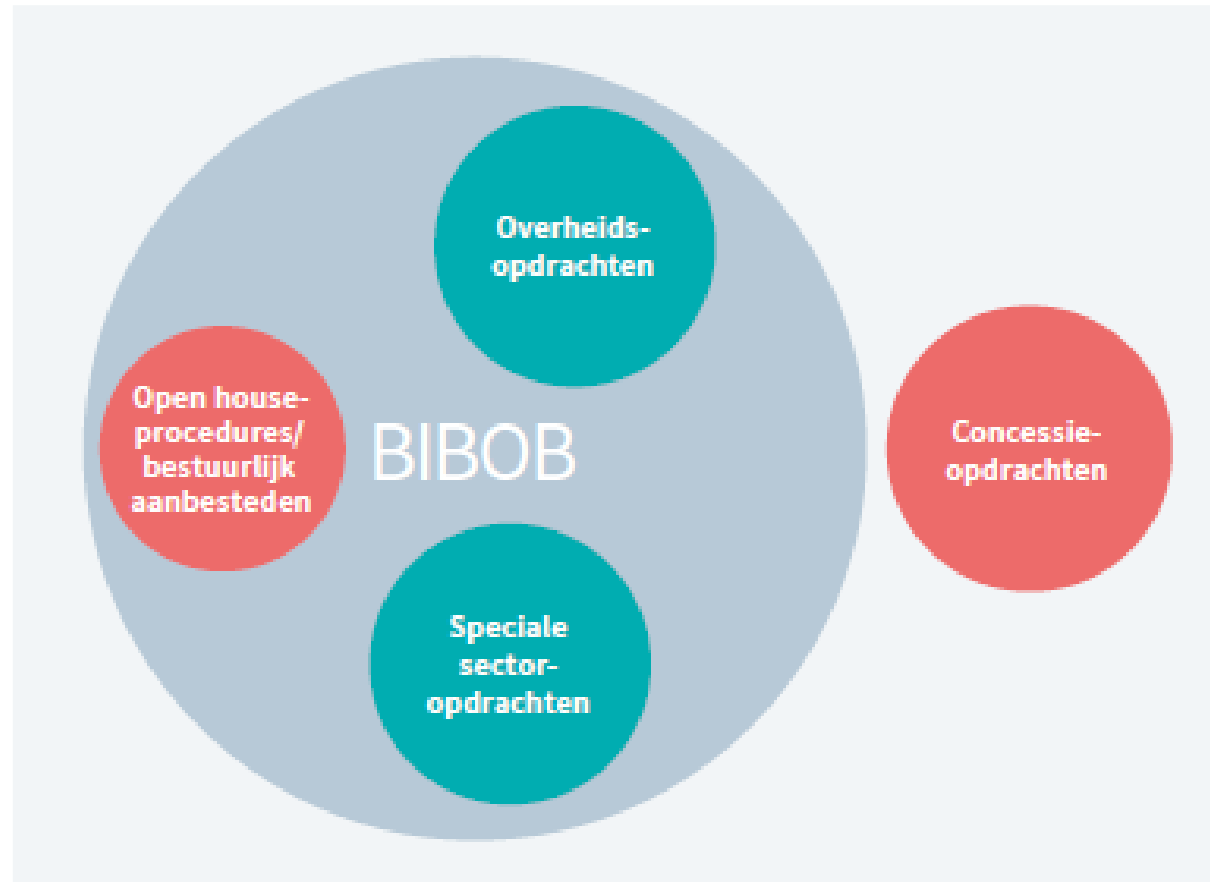 Overheids-
opdrachten
Open house-
procedures/
bestuurlijk
aanbesteden
BIBOB
Concessie-
opdrachten
Speciale
sector-
opdrachten